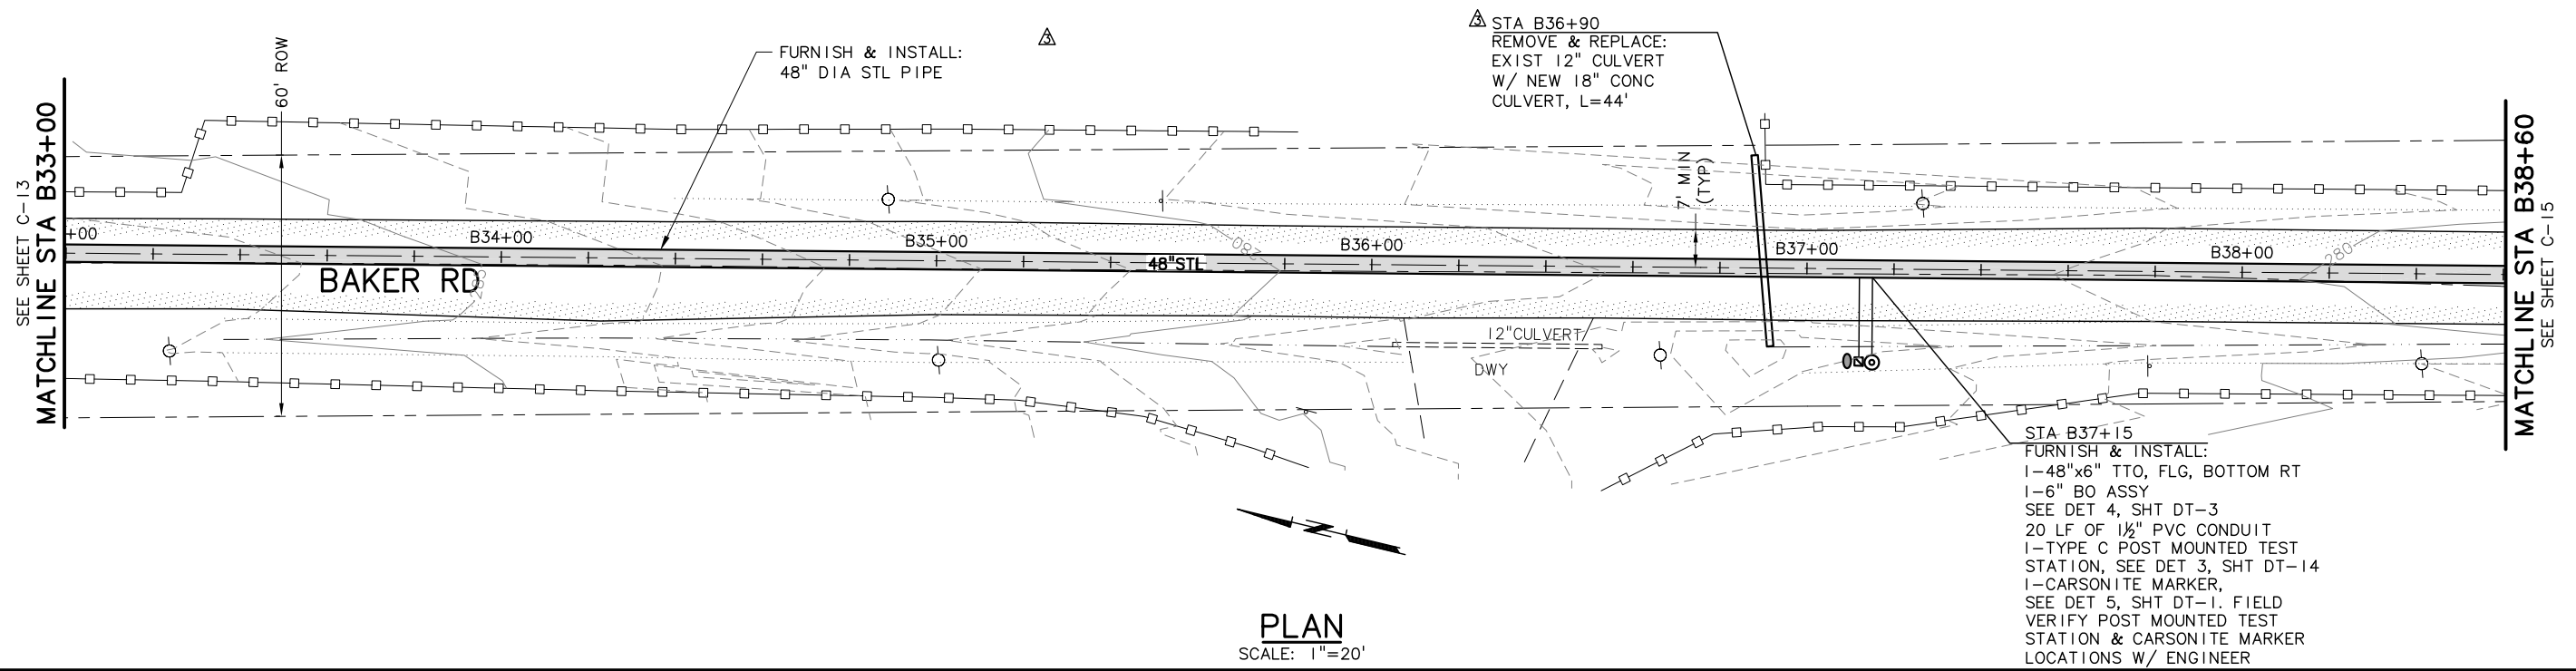 SEE SHEET C-13
MATCHLINE STA B33+00
60' ROW
FURNISH & INSTALL:
48" DIA STL PIPE
3
3
STA B36+90
REMOVE & REPLACE:
EXIST 12" CULVERT
W/ NEW 18" CONC
CULVERT, L=44'
7' MIN
(TYP)
+00
B34+00
B35+00
B36+00
B37+00
B38+00
280
48"STL
BAKER RD
12"CULVERT
DWY
MATCHLINE STA B38+60
SEE SHEET C-15
STA B37+15
FURNISH & INSTALL:
1-48"x6" TTO, FLG, BOTTOM RT
1-6" BO ASSY
SEE DET 4, SHT DT-3
20 LF OF 1½" PVC CONDUIT
1-TYPE C POST MOUNTED TEST
STATION, SEE DET 3, SHT DT-14
1-CARSONITE MARKER,
SEE DET 5, SHT DT-1. FIELD
VERIFY POST MOUNTED TEST
STATION & CARSONITE MARKER
LOCATIONS W/ ENGINEER
N
PLAN
SCALE: 1"=20'